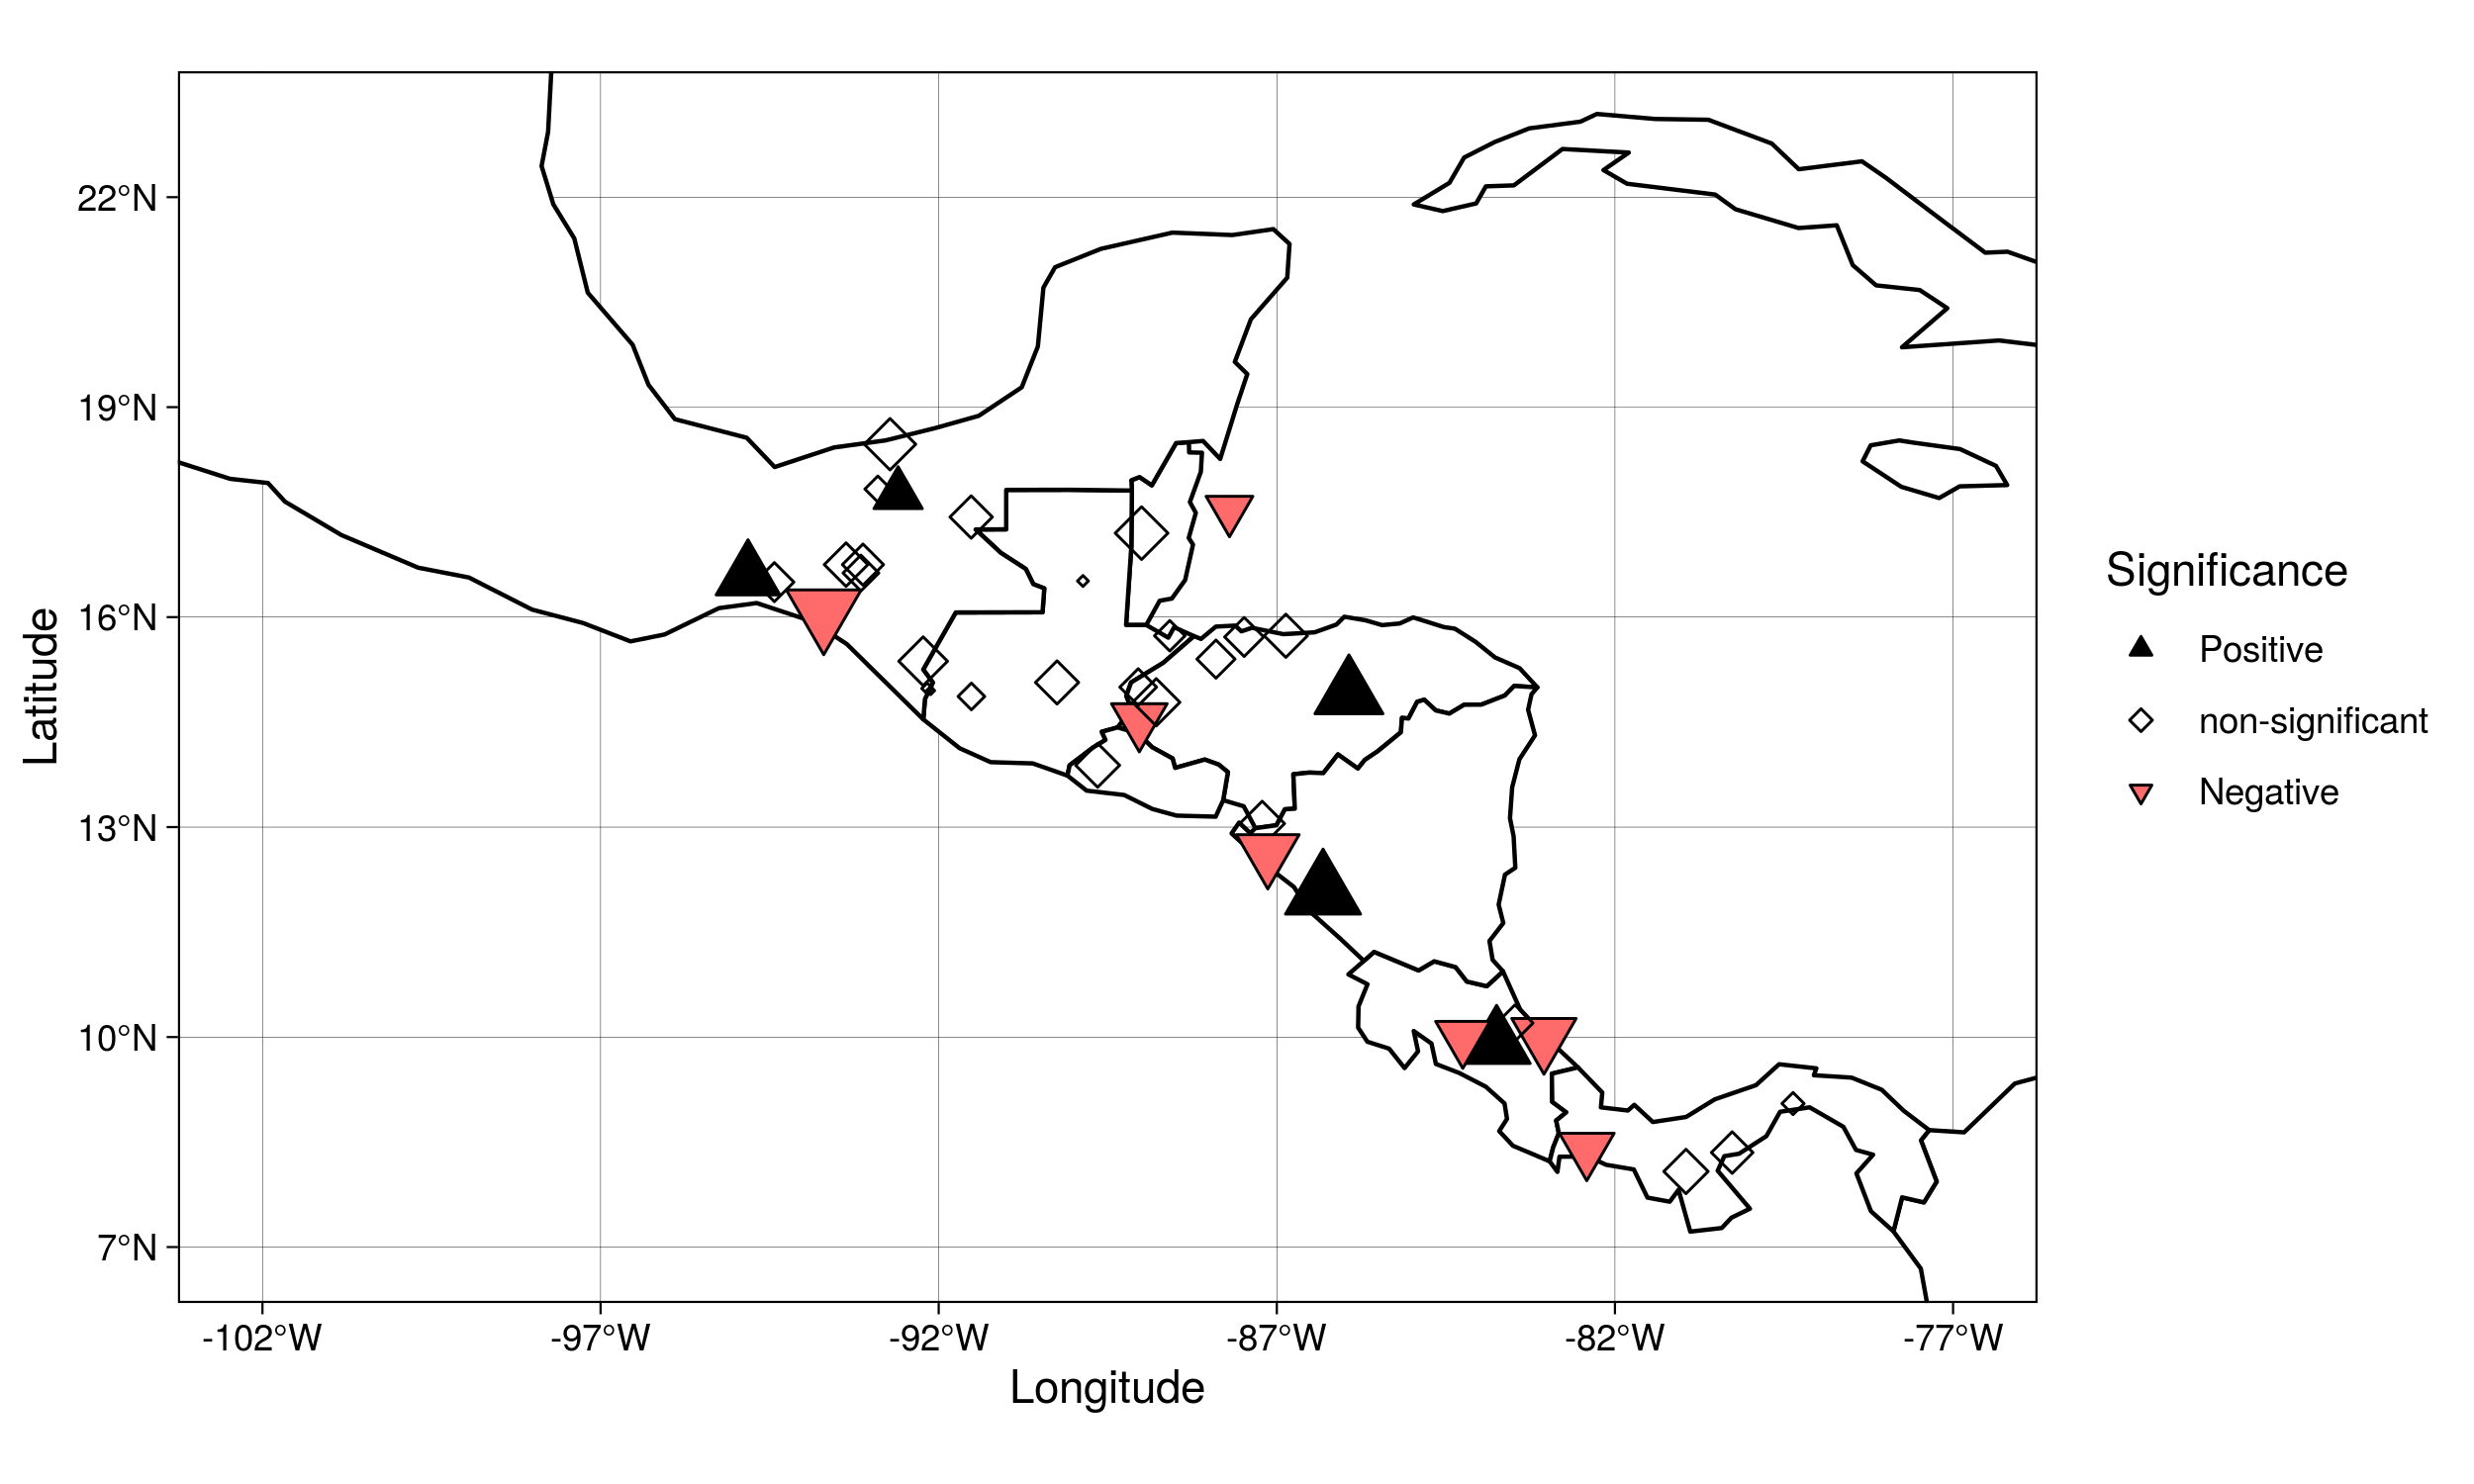 22°N
19°N
16°N
13°N
10°N
7°N
Latitude
-102°W
-97°W
-92°W
-87°W
-82°W
-77°W
Longitude
Significance
Positive
non-significant
Negative